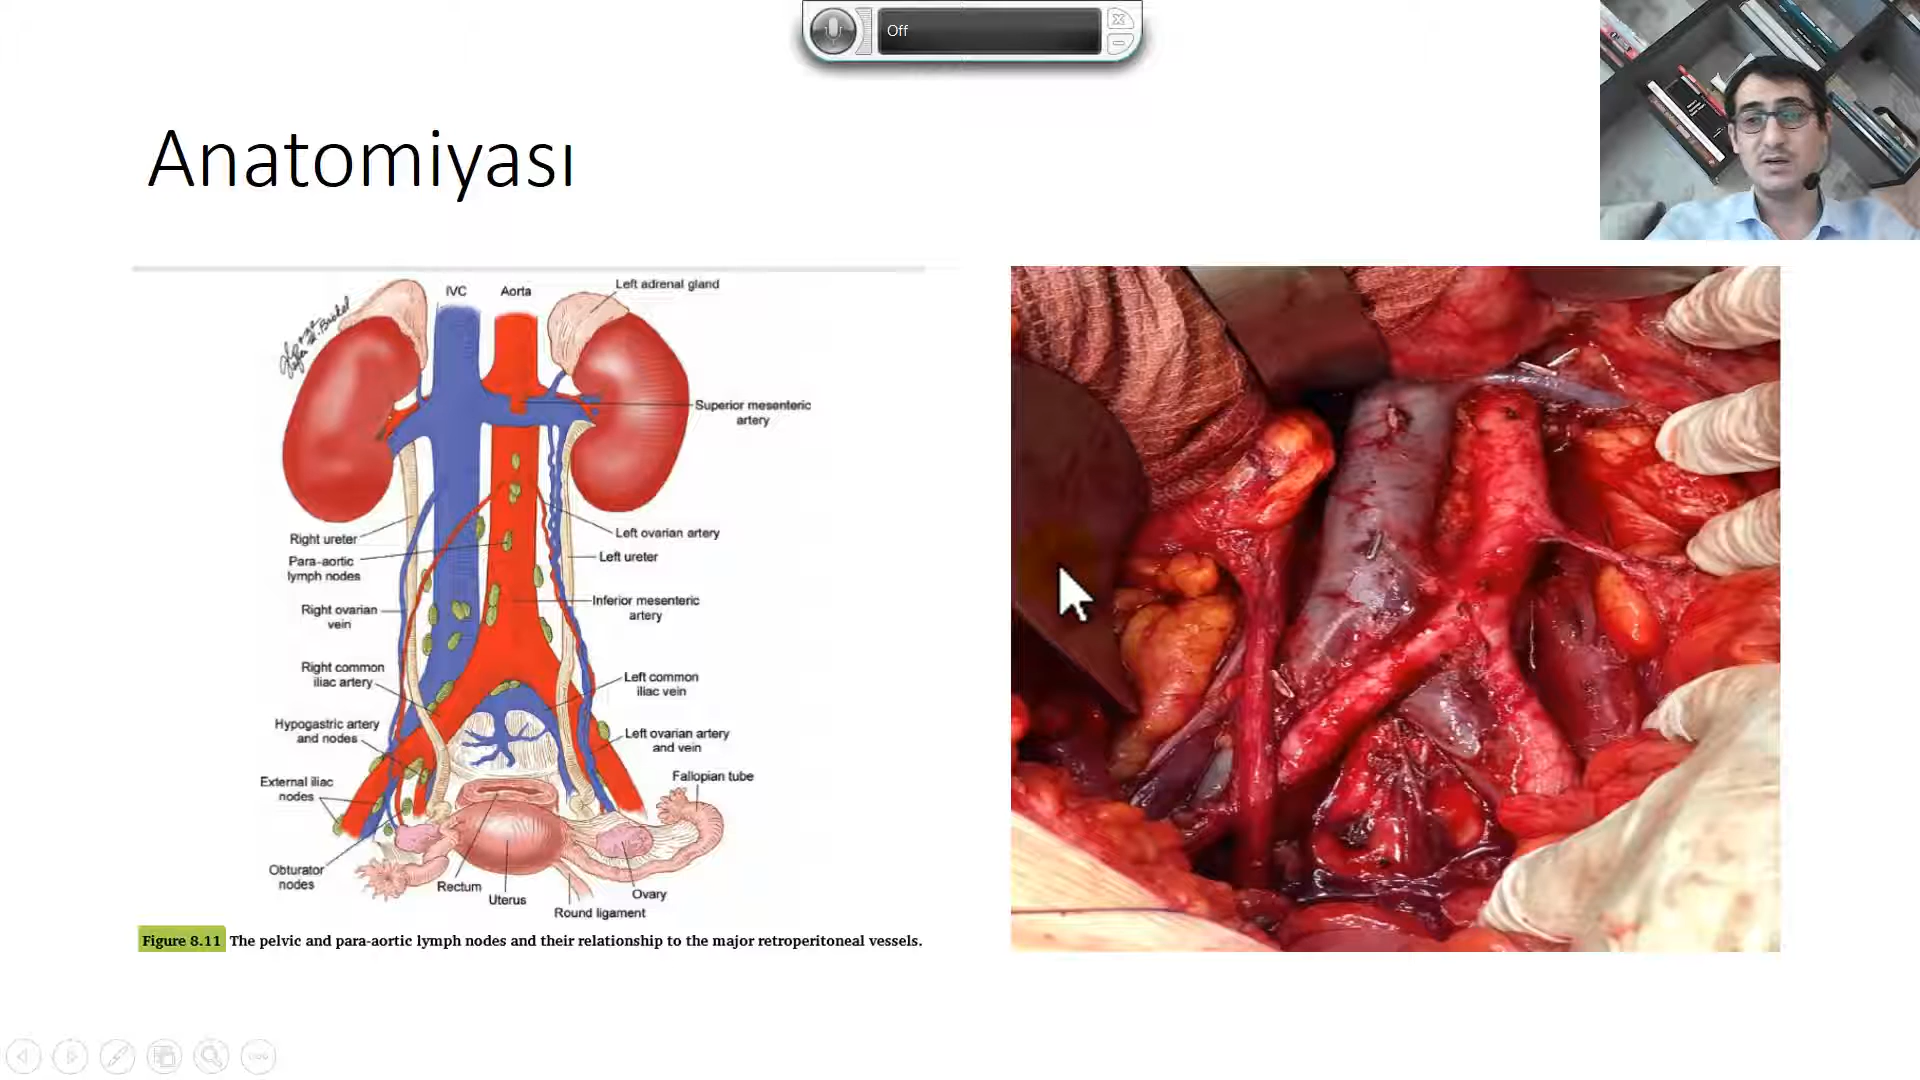 Off
Anatomiyası
IVC
Aorta
Left adrenal gland
Superior mesenteric
artery
Right ureter
Para-aortic
lymph nodes
Right ovarian
vein
Right common
iliac artery
Hypogastric artery
and nodes
External iliac
nodes
Obturator
nodes
Left ovarian artery
Left ureter
Inferior mesenteric
artery
Left common
iliac vein
Left ovarian artery
and vein
Fallopian tube
Rectum
Uterus
Round ligament
Ovary
Figure 8.11 The pelvic and para-aortic lymph nodes and their relationship to the major retroperitoneal vessels.